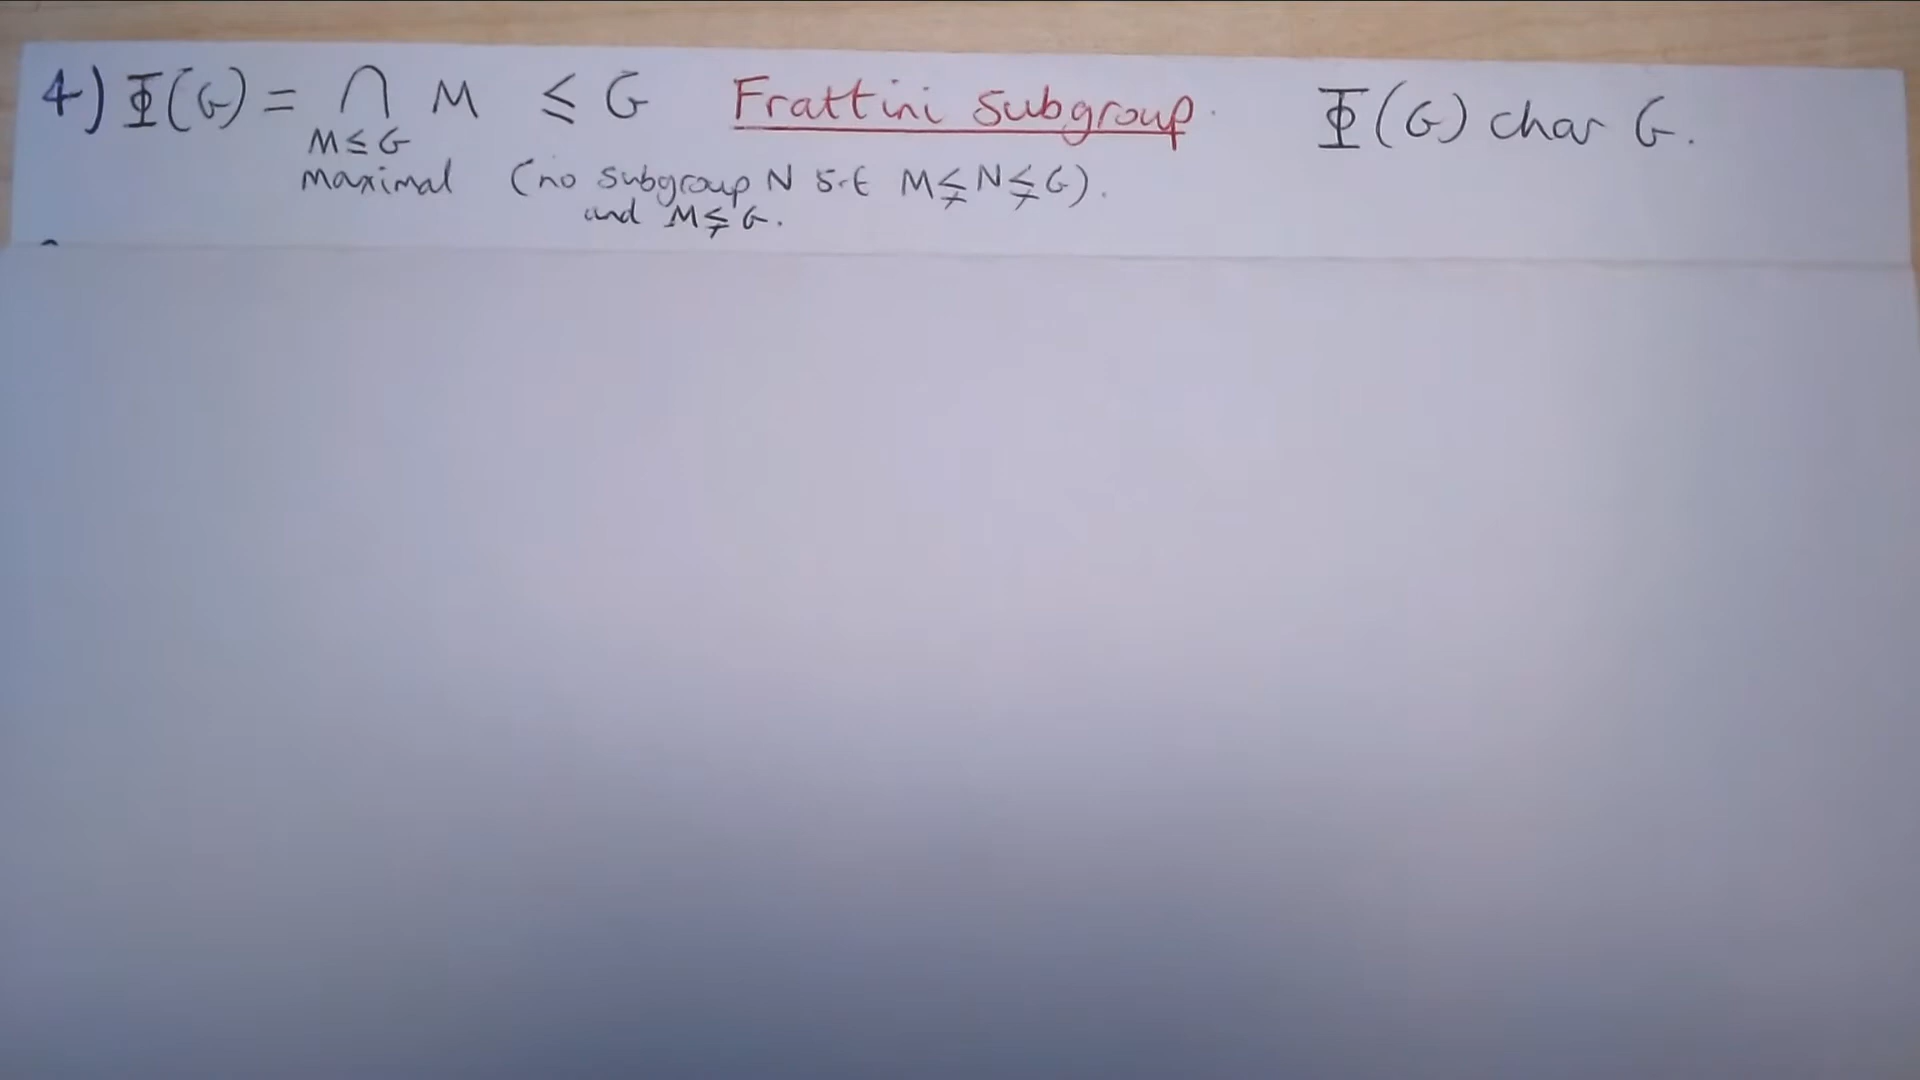 4) Φ(G) = ∩ M ≤ G Frattini Subgroup. Φ(G) char G.
M ≤ G
maximal (no subgroup N s.t M ≨ N ≨ G).
and M ≨ G.